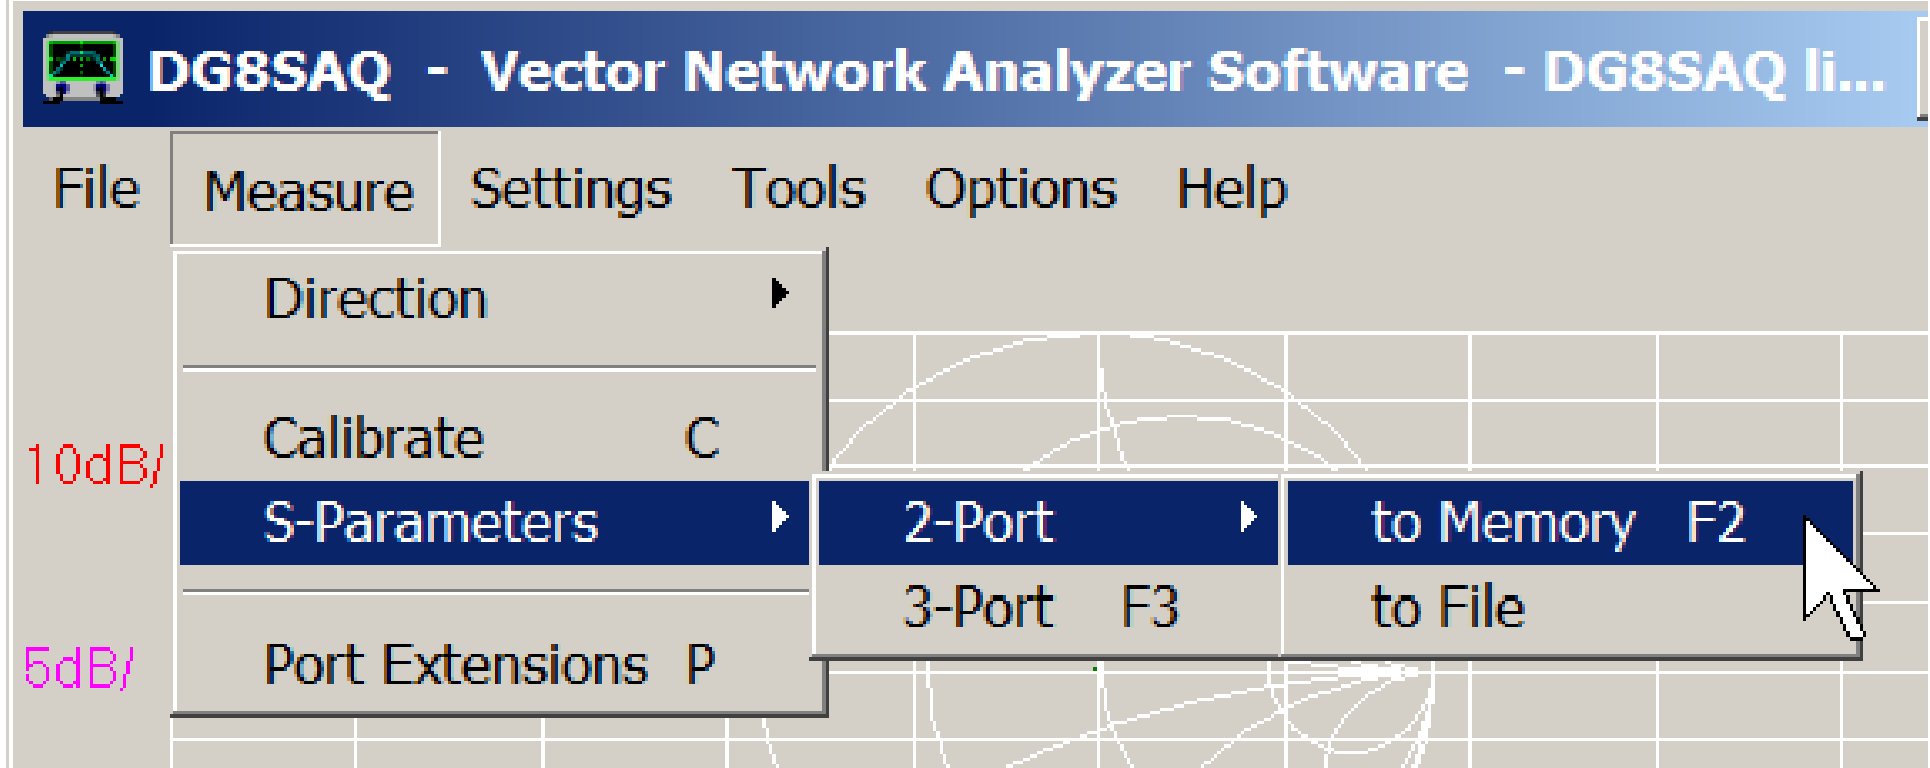 DG8SAQ - Vector Network Analyzer Software - DG8SAQ li...
File Measure Settings Tools Options Help
Direction
Calibrate C
10dB/
S-Parameters 2-Port to Memory F2
3-Port F3 to File
Port Extensions P
5dB/